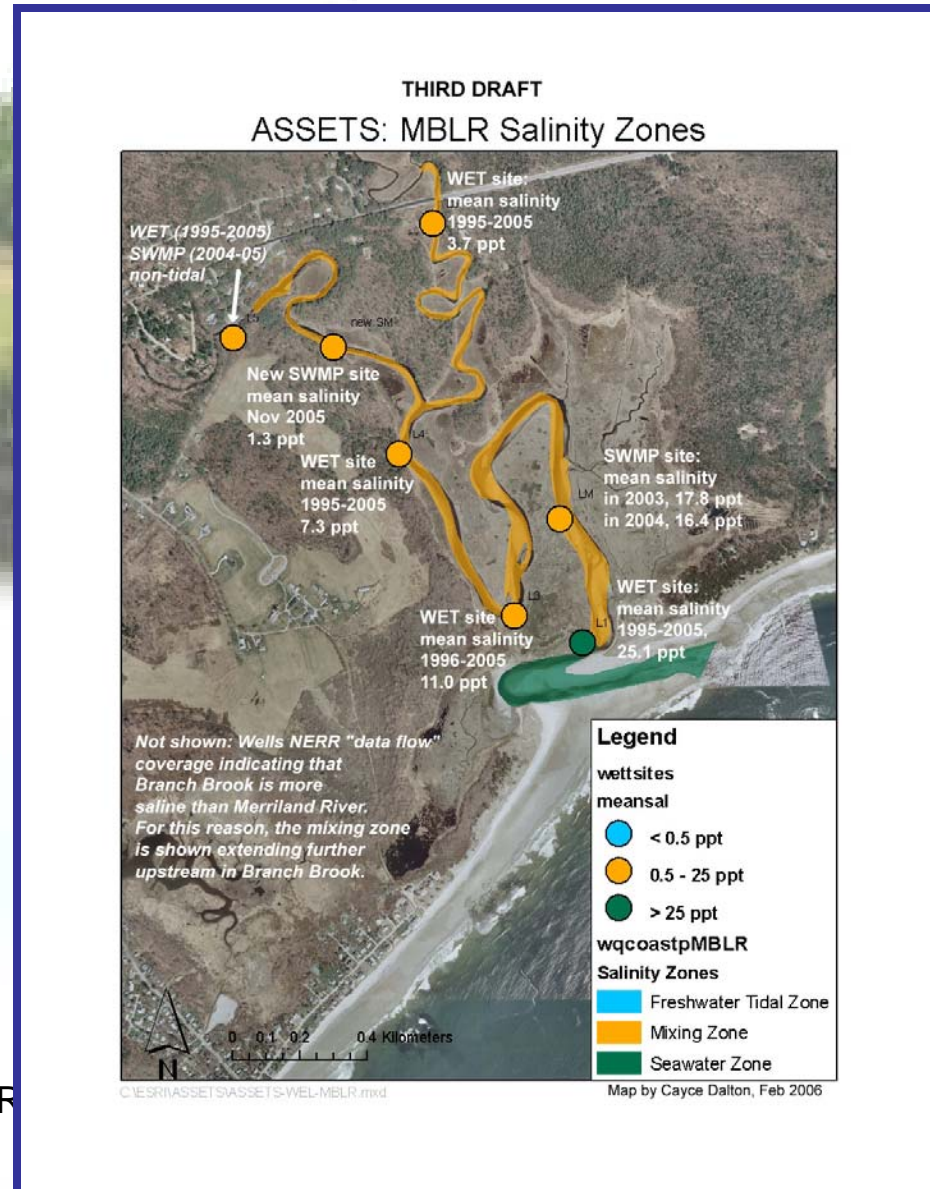 THIRD DRAFT
ASSETS: MBLR Salinity Zones
WET site:
mean salinity
1995-2005
3.7 ppt
WET (1995-2005)
SWMP (2004-05)
non-tidal
L5
new SM
New SWMP site
mean salinity
Nov 2005
1.3 ppt
L4
WET site
mean salinity
1995-2005
7.3 ppt
SWMP site:
mean salinity
in 2003, 17.8 ppt
in 2004, 16.4 ppt
LM
WET site:
mean salinity
1995-2005,
25.1 ppt
L1
L3
WET site
mean salinity
1996-2005
11.0 ppt
Not shown: Wells NERR "data flow"
coverage indicating that
Branch Brook is more
saline than Merriland River.
For this reason, the mixing zone
is shown extending further
upstream in Branch Brook.
Legend
wettsites
meansal
< 0.5 ppt
0.5 - 25 ppt
> 25 ppt
wqcoastpMBLR
Salinity Zones
Freshwater Tidal Zone
Mixing Zone
Seawater Zone
0 0.1 0.2 0.4 Kilometers
N
R
C:\ESRI\ASSETS\ASSETS-WEL-MBLR.mxd
Map by Cayce Dalton, Feb 2006